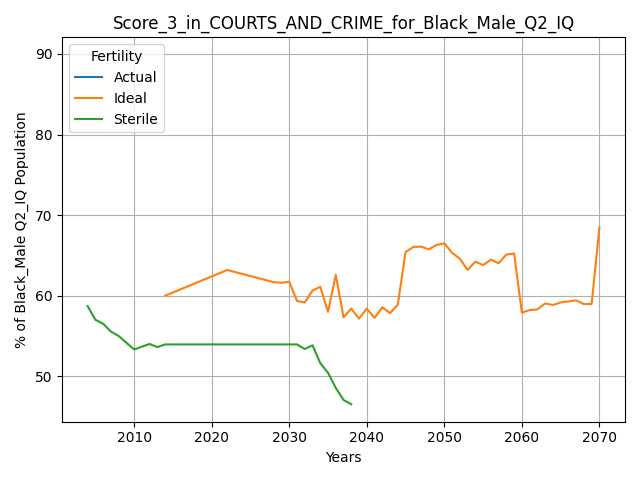 Score_3_in_COURTS_AND_CRIME_for_Black_Male_Q2_IQ
% of Black_Male Q2_IQ Population
90
80
70
60
50
Fertility
Actual
Ideal
Sterile
2010 2020 2030 2040 2050 2060 2070
Years